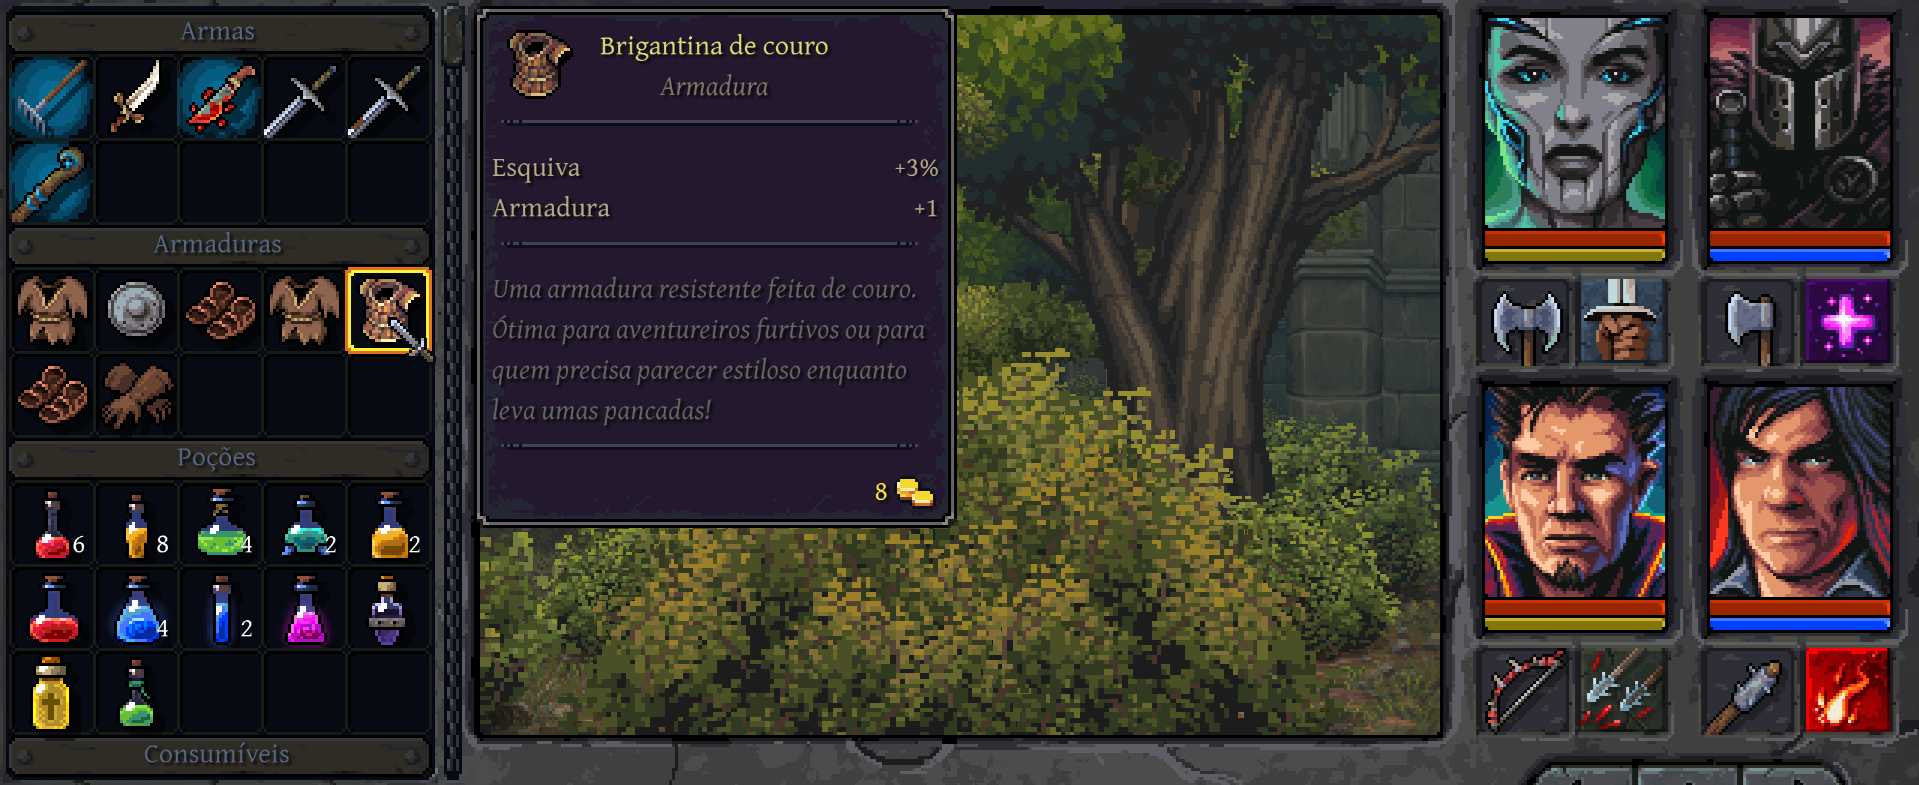 Armas
Armaduras
Poções
6
8
4
2
2
4
2
Consumíveis
Brigantina de couro
Armadura
Esquiva +3%
Armadura +1
Uma armadura resistente feita de couro.
Ótima para aventureiros furtivos ou para
quem precisa parecer estiloso enquanto
leva umas pancadas!
8